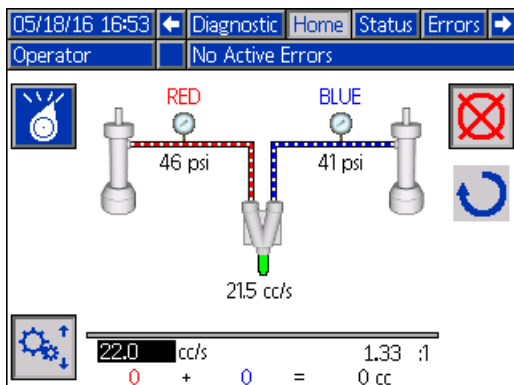 05/18/16 16:53 Diagnostic Home Status Errors
Operator No Active Errors
RED BLUE
46 psi 41 psi
21.5 cc/s
22.0 cc/s 1.33 :1
0 + 0 = 0 cc